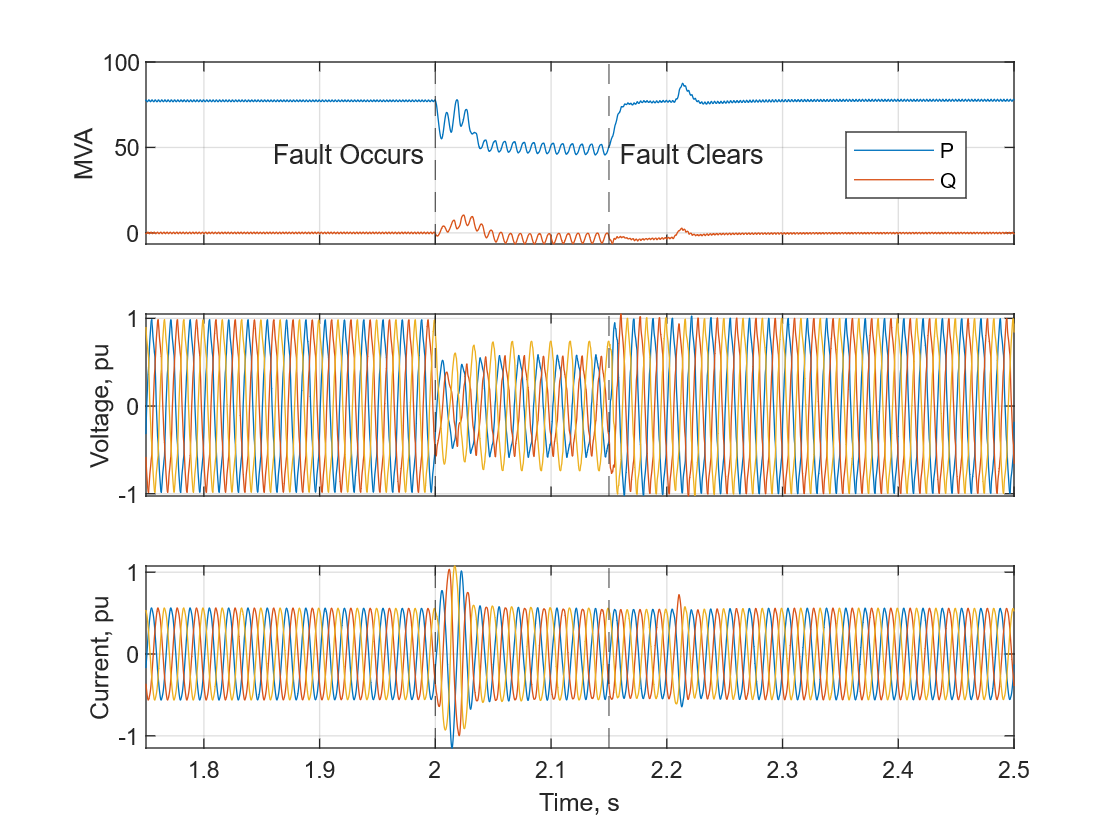 100
50
0
MVA
Fault Occurs
Fault Clears
P
Q
1
0
-1
Voltage, pu
1
0
-1
Current, pu
1.8
1.9
2
2.1
2.2
2.3
2.4
2.5
Time, s